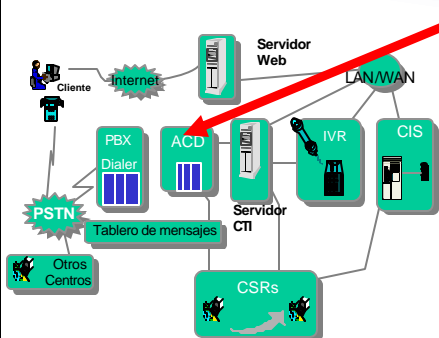 Servidor
Web
Internet
Cliente
LAN/WAN
PBX
Dialer
ACD
IVR
CIS
Servidor
CTI
PSTN
Tablero de mensajes
Otros
Centros
CSRs